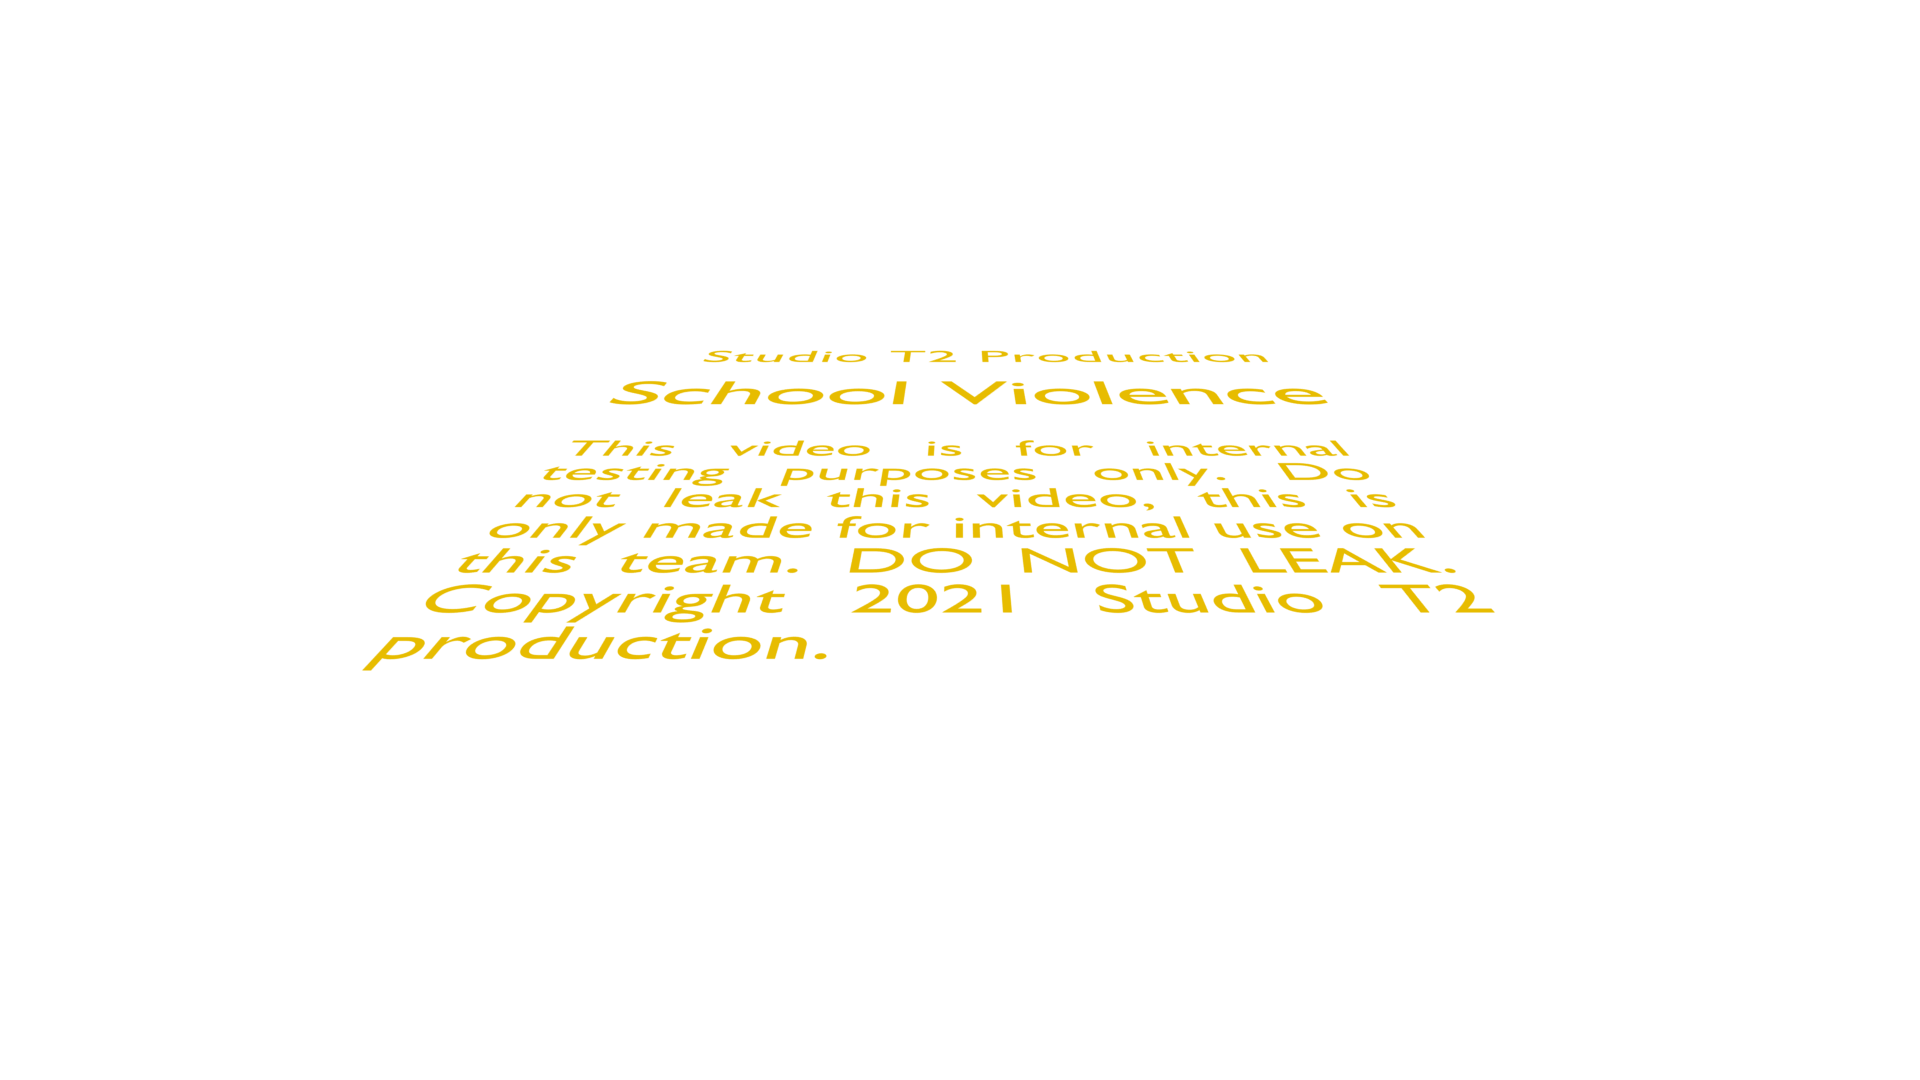 Studio T2 Production
School Violence
This video is for internal
testing purposes only. Do
not leak this video, this is
only made for internal use on
this team. DO NOT LEAK.
Copyright 2021 Studio T2
production.